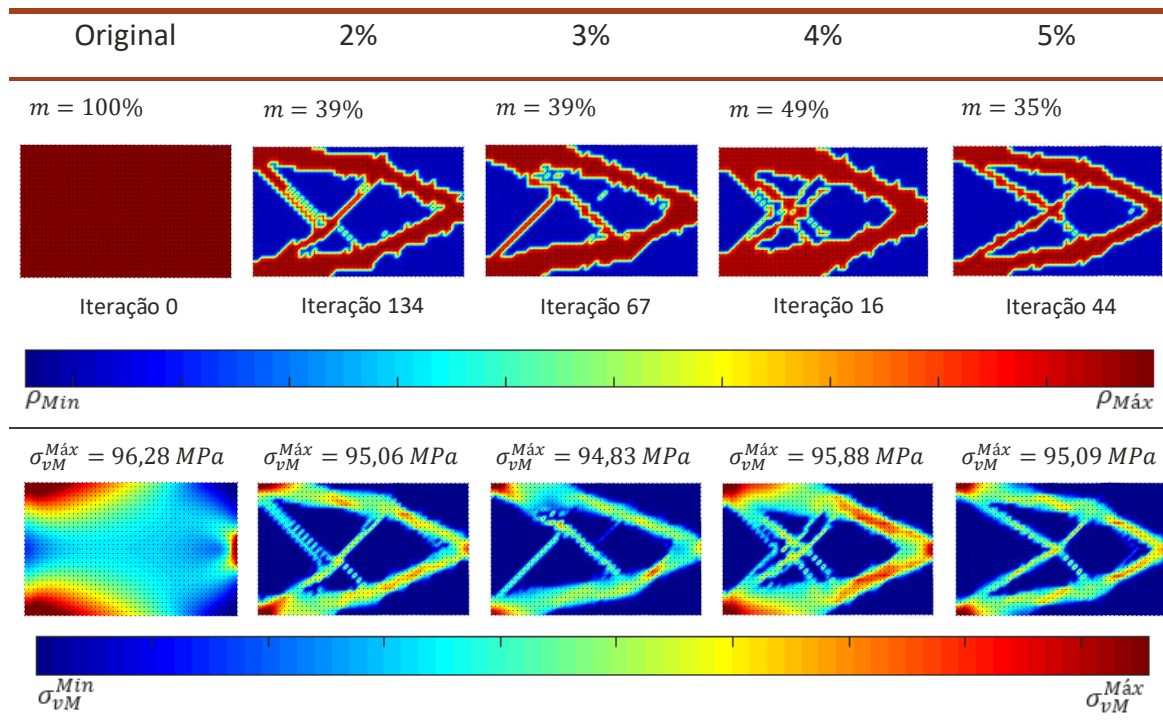 Original 2% 3% 4% 5%
m = 100% m = 39% m = 39% m = 49% m = 35%
Iteração 0 Iteração 134 Iteração 67 Iteração 16 Iteração 44
ρ_Min ρ_Máx
σ_vM^Máx = 96,28 MPa σ_vM^Máx = 95,06 MPa σ_vM^Máx = 94,83 MPa σ_vM^Máx = 95,88 MPa σ_vM^Máx = 95,09 MPa
σ_vM^Min σ_vM^Máx